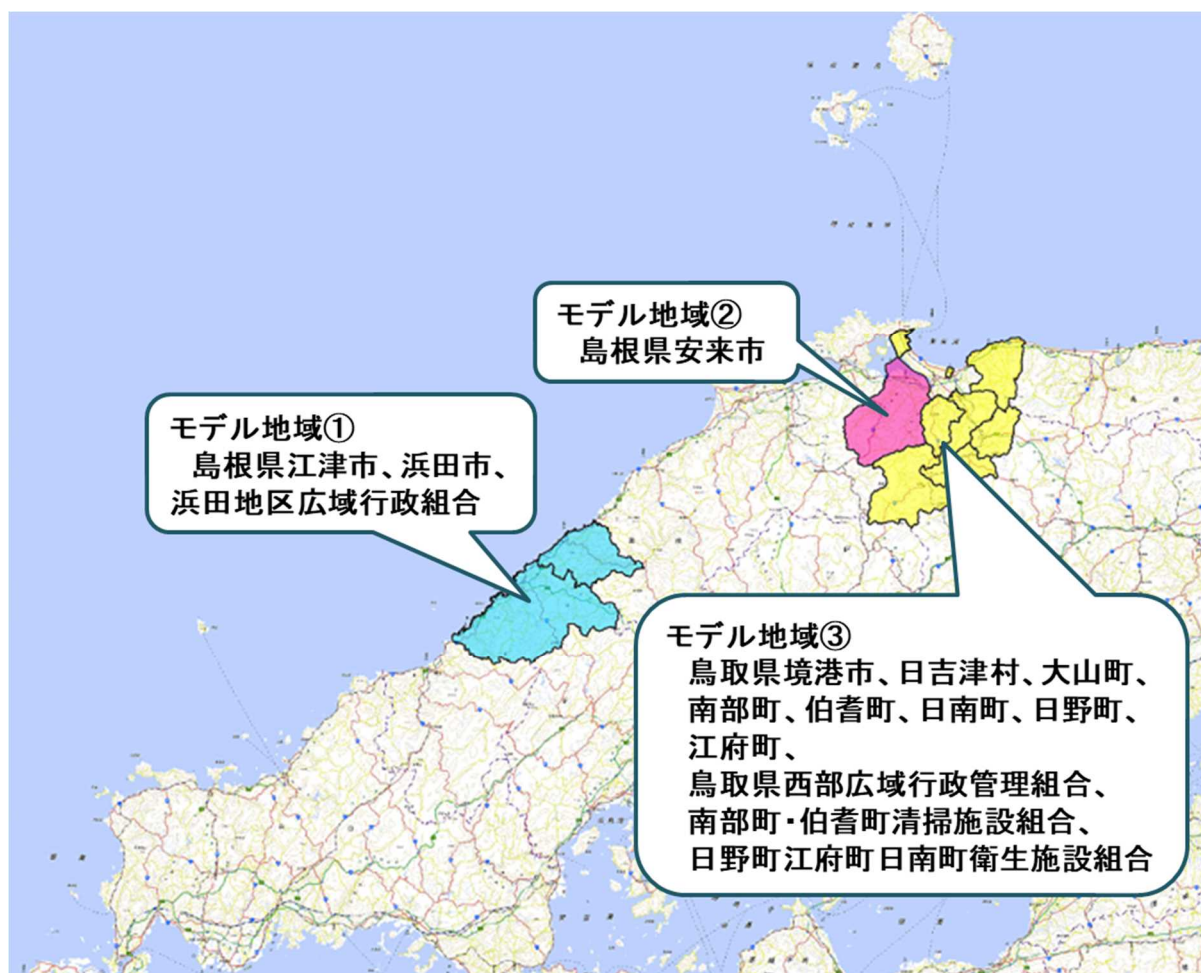 モデル地域②
島根県安来市
モデル地域①
島根県江津市、浜田市、
浜田地区広域行政組合
モデル地域③
鳥取県境港市、日吉津村、大山町、
南部町、伯耆町、日南町、日野町、
江府町、
鳥取県西部広域行政管理組合、
南部町・伯耆町清掃施設組合、
日野町江府町日南町衛生施設組合